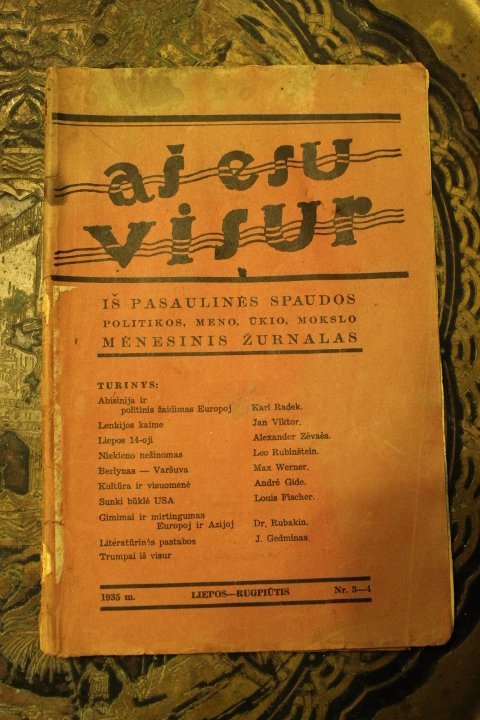 aš esu
visur
IŠ PASAULINĖS SPAUDOS
POLITIKOS, MENO, ŪKIO, MOKSLO
MĖNESINIS ŽURNALAS
TURINYS:
Abisinija ir
politinis žaidimas Europoj Karl Radek.
Lenkijos kaime Jan Viktor.
Liepos 14-oji Alexander Zévaès.
Niekieno nežinomas Leo Rubinštein.
Berlynas — Varšuva Max Werner.
Kultūra ir visuomenė André Gide.
Sunki būklė USA Louis Fischer.
Gimimai ir mirtingumas
Europoj ir Azijoj Dr. Rubakin.
Literatūrinės pastabos J. Gedminas.
Trumpai iš visur
1935 m. LIEPOS—RUGPIŪTIS Nr. 3—4